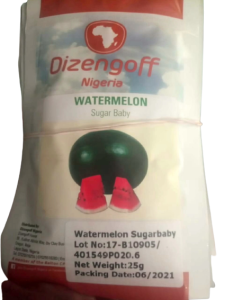 Dizengoff
Nigeria
WATERMELON
Sugar Baby
Watermelon Sugarbaby
Lot No:17-B10905/
401549P020.6
Net Weight:25g
Packing Date:06/2021